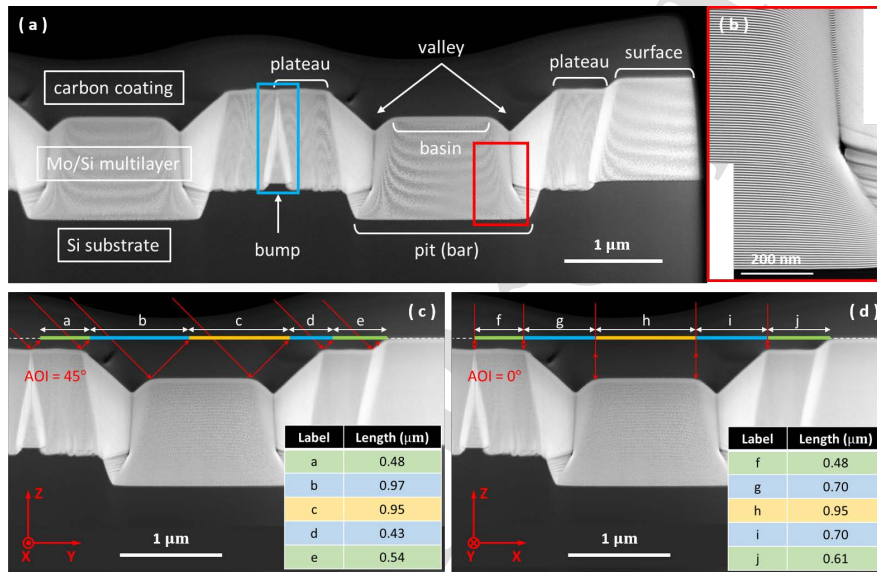 ( a )
carbon coating
Mo/Si multilayer
Si substrate
plateau
bump
valley
basin
pit (bar)
plateau
surface
1 μm
( b )
200 nm
( c )
a
b
c
d
e
AOI = 45°
Z
X
Y
1 μm
Label Length (μm)
a 0.48
b 0.97
c 0.95
d 0.43
e 0.54
( d )
f
g
h
i
j
AOI = 0°
Z
Y
X
1 μm
Label Length (μm)
f 0.48
g 0.70
h 0.95
i 0.70
j 0.61